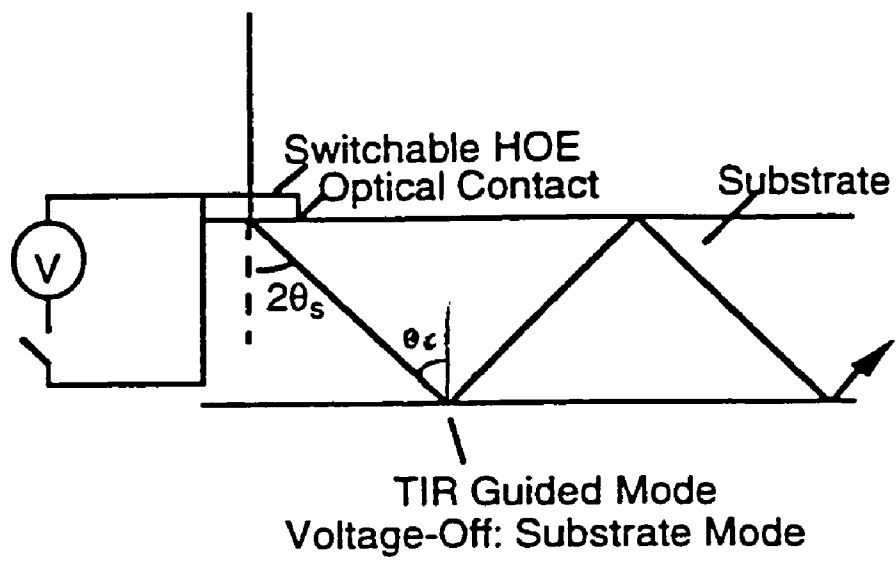 Switchable HOE
Optical Contact
Substrate
V
2θs
θc
TIR Guided Mode
Voltage-Off: Substrate Mode